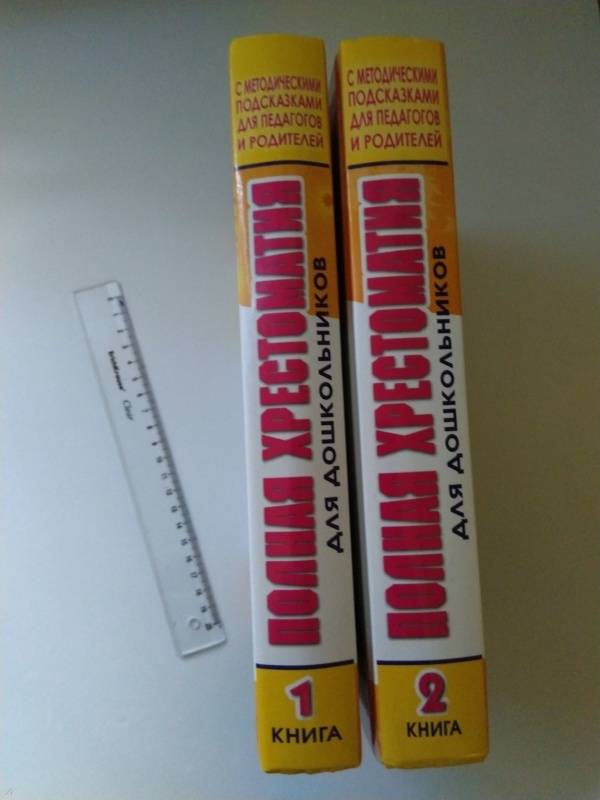 С МЕТОДИЧЕСКИМИ
ПОДСКАЗКАМИ
ДЛЯ ПЕДАГОГОВ
И РОДИТЕЛЕЙ
ПОЛНАЯ ХРЕСТОМАТИЯ
ДЛЯ ДОШКОЛЬНИКОВ
1
КНИГА
С МЕТОДИЧЕСКИМИ
ПОДСКАЗКАМИ
ДЛЯ ПЕДАГОГОВ
И РОДИТЕЛЕЙ
ПОЛНАЯ ХРЕСТОМАТИЯ
ДЛЯ ДОШКОЛЬНИКОВ
2
КНИГА